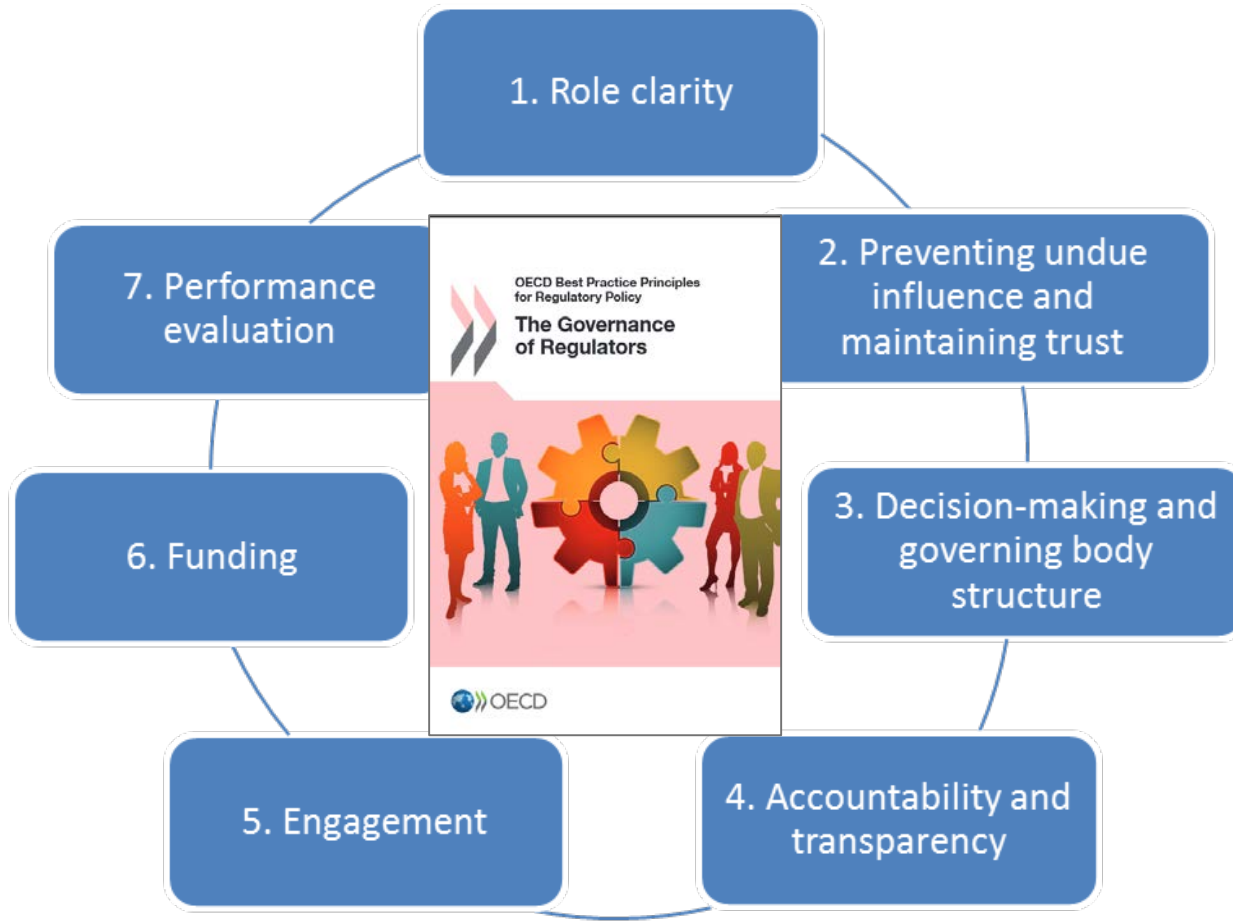 1. Role clarity
2. Preventing undue
influence and
maintaining trust
3. Decision-making and
governing body
structure
4. Accountability and
transparency
5. Engagement
6. Funding
7. Performance
evaluation
OECD Best Practice Principles
for Regulatory Policy
The Governance
of Regulators
OECD